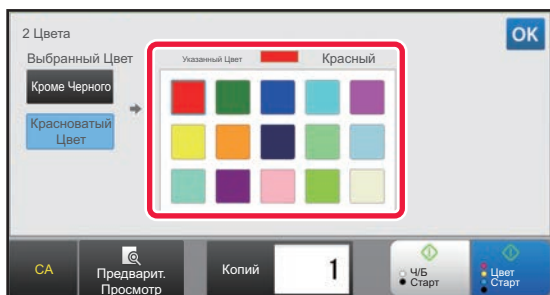 2 Цвета
OK
Выбранный Цвет
Указанный Цвет
Красный
Кроме Черного
Красноватый
Цвет
CA
Предварит.
Просмотр
Копий
1
Ч/Б
Старт
Цвет
Старт